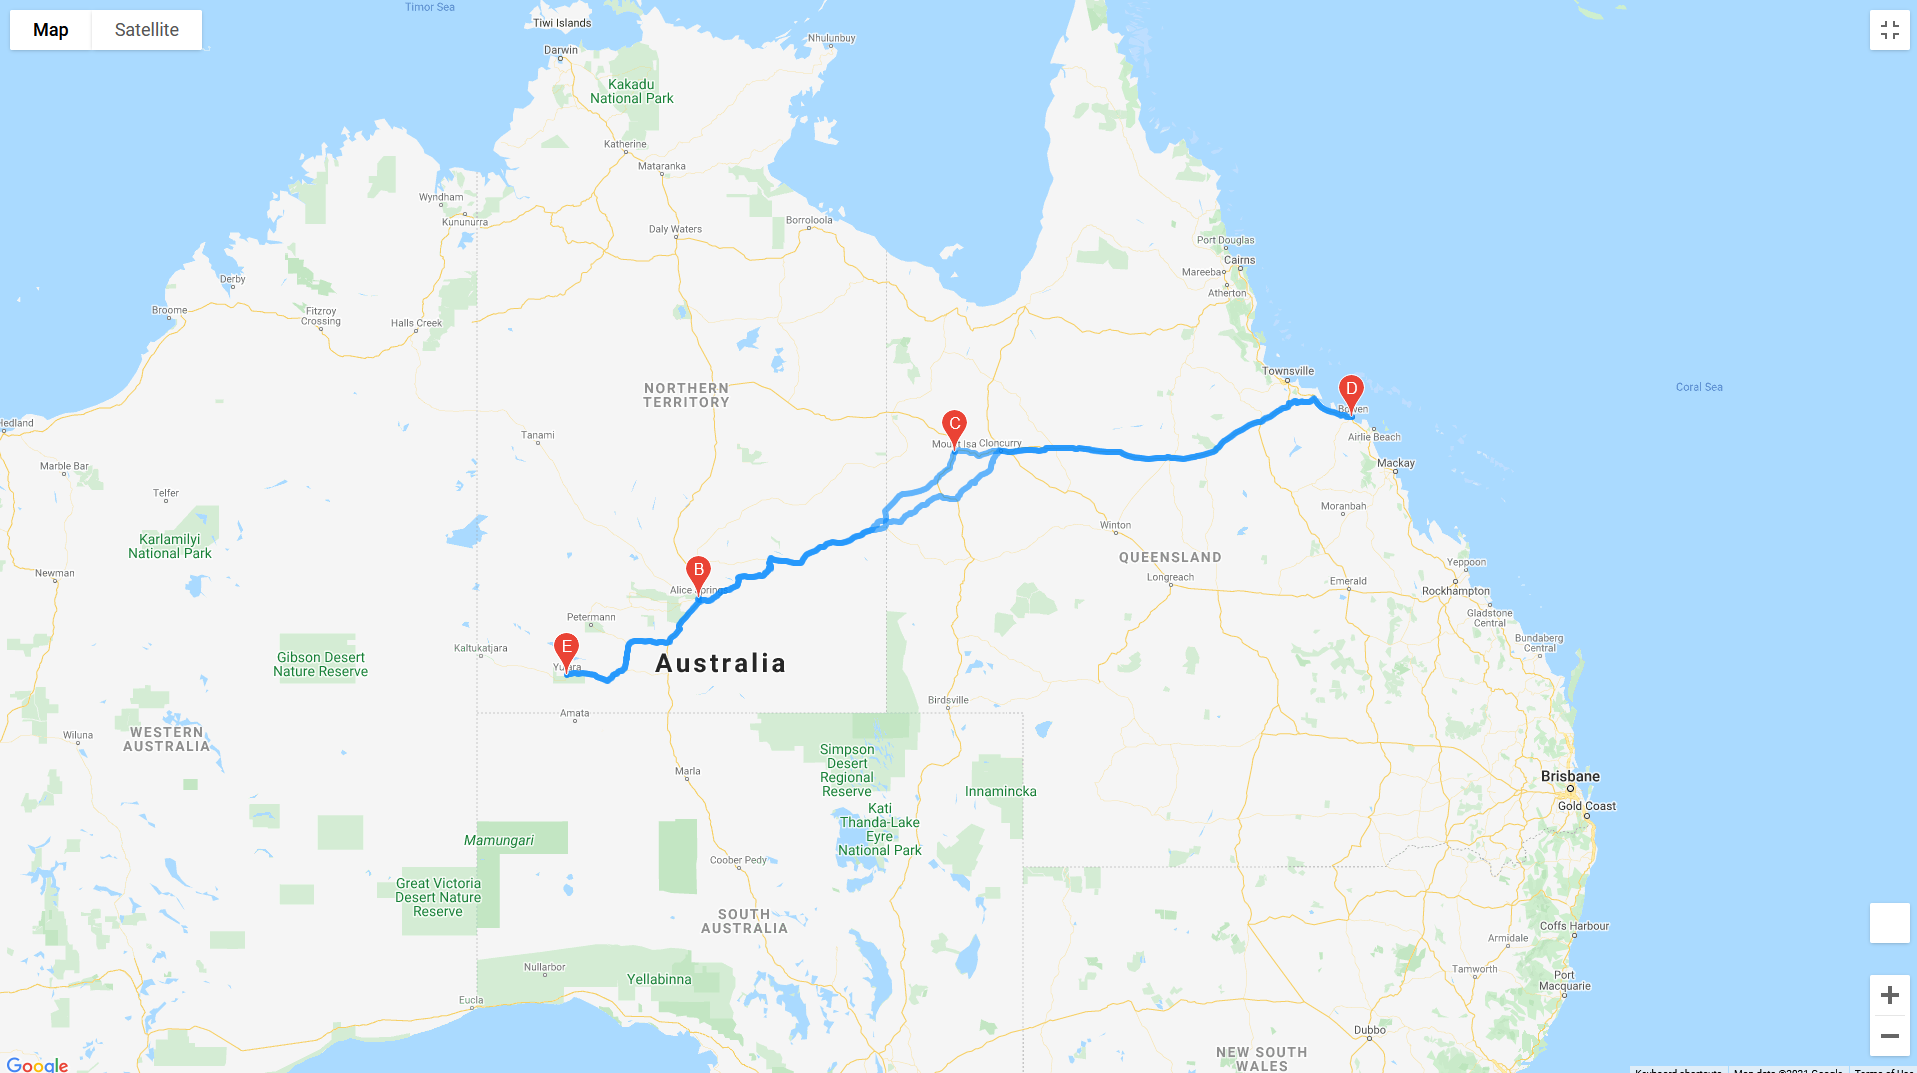 Map
Satellite
Timor Sea
Tiwi Islands
Darwin
Nhulunbuy
Kakadu
National Park
Katherine
Mataranka
Wyndham
Kununurra
Borroloola
Daly Waters
Port Douglas
Cairns
Mareeba
Atherton
Derby
Broome
Fitzroy
Crossing
Halls Creek
Townsville
NORTHERN
TERRITORY
Coral Sea
D
Bowen
Airlie Beach
C
Mount Isa
Cloncurry
Hedland
Tanami
Marble Bar
Mackay
Telfer
Moranbah
Karlamilyi
National Park
Winton
QUEENSLAND
Newman
B
Alice Springs
Longreach
Emerald
Yeppoon
Rockhampton
Gladstone
Central
Petermann
Bundaberg
Central
Kaltukatjara
E
Yulara
Australia
Gibson Desert
Nature Reserve
Birdsville
Amata
Wiluna
WESTERN
AUSTRALIA
Simpson
Desert
Regional
Reserve
Marla
Innamincka
Brisbane
Gold Coast
Kati
Thanda-Lake
Eyre
National Park
Mamungari
Coober Pedy
Great Victoria
Desert Nature
Reserve
SOUTH
AUSTRALIA
Coffs Harbour
Armidale
Nullarbor
Yellabinna
Tamworth
Port
Macquarie
Eucla
Dubbo
NEW SOUTH
WALES
Google
Keyboard shortcuts
Map data ©2021 Google
Terms of Use